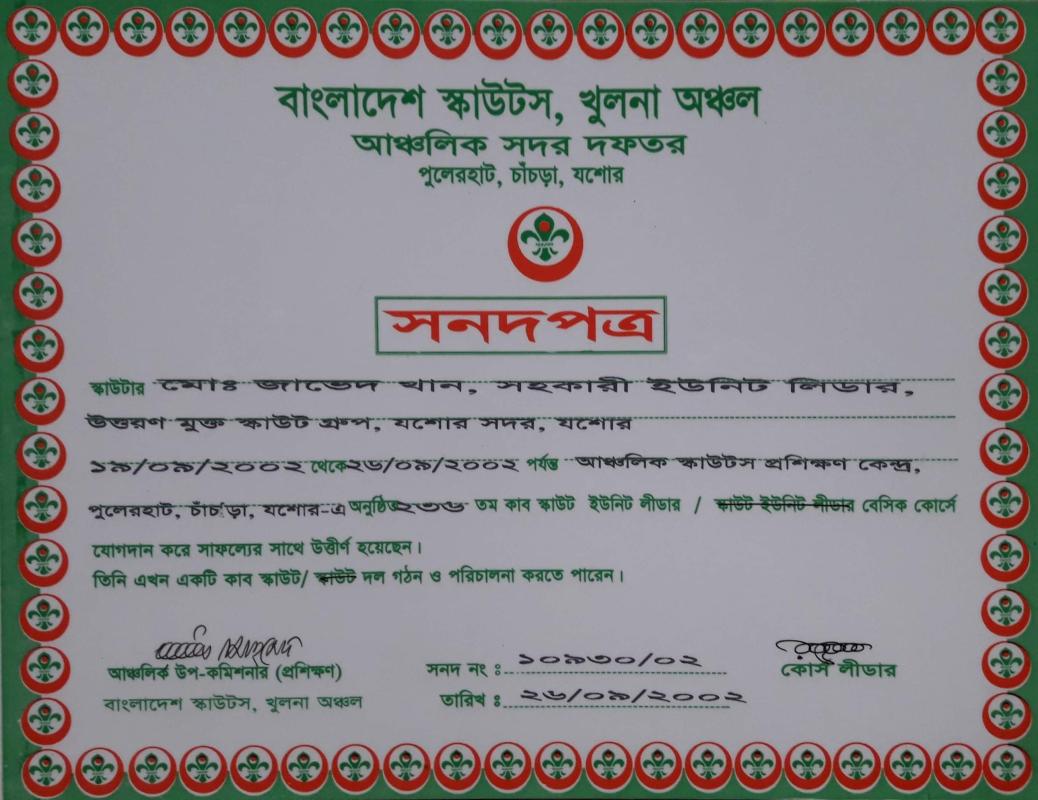 বাংলাদেশ স্কাউটস, খুলনা অঞ্চল
আঞ্চলিক সদর দফতর
পুলেরহাট, চাঁচড়া, যশোর
সনদপত্র
স্কাউটার মোঃ জাভেদ খান, সহকারী ইউনিট লিডার,
উত্তরণ মুক্ত স্কাউট গ্রুপ, যশোর সদর, যশোর
১৯/০৯/২০০২ থেকে ২৬/০৯/২০০২ পর্যন্ত আঞ্চলিক স্কাউটস প্রশিক্ষণ কেন্দ্র,
পুলেরহাট, চাঁচড়া, যশোর-এ অনুষ্ঠিত ২৩৬ তম কাব স্কাউট ইউনিট লীডার / স্কাউট ইউনিট লীডার বেসিক কোর্সে
যোগদান করে সাফল্যের সাথে উত্তীর্ণ হয়েছেন।
তিনি এখন একটি কাব স্কাউট/ স্কাউট দল গঠন ও পরিচালনা করতে পারেন।
আঞ্চলিক উপ-কমিশনার (প্রশিক্ষণ)
বাংলাদেশ স্কাউটস, খুলনা অঞ্চল
সনদ নং : ১০৯৩০/০২
তারিখ : ২৬/০৯/২০০২
কোর্স লীডার